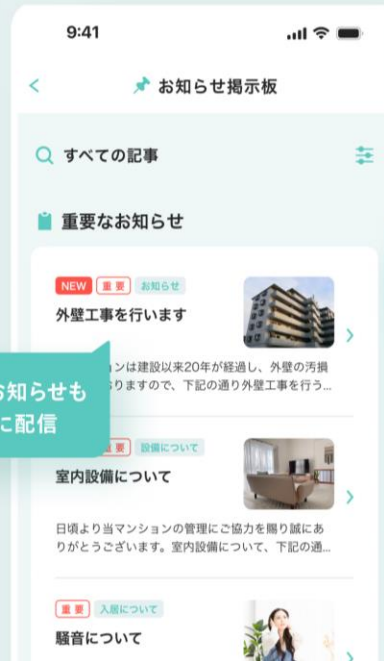 9:41
お知らせ掲示板
すべての記事
重要なお知らせ
NEW 重要 お知らせ
外壁工事を行います
ンは建設以来20年が経過し、外壁の汚損
りますので、下記の通り外壁工事を行う...
お知らせも
に配信
重要 設備について
室内設備について
日頃より当マンションの管理にご協力を賜り誠にあ
りがとうございます。室内設備について、下記の通...
重要 入居について
騒音について